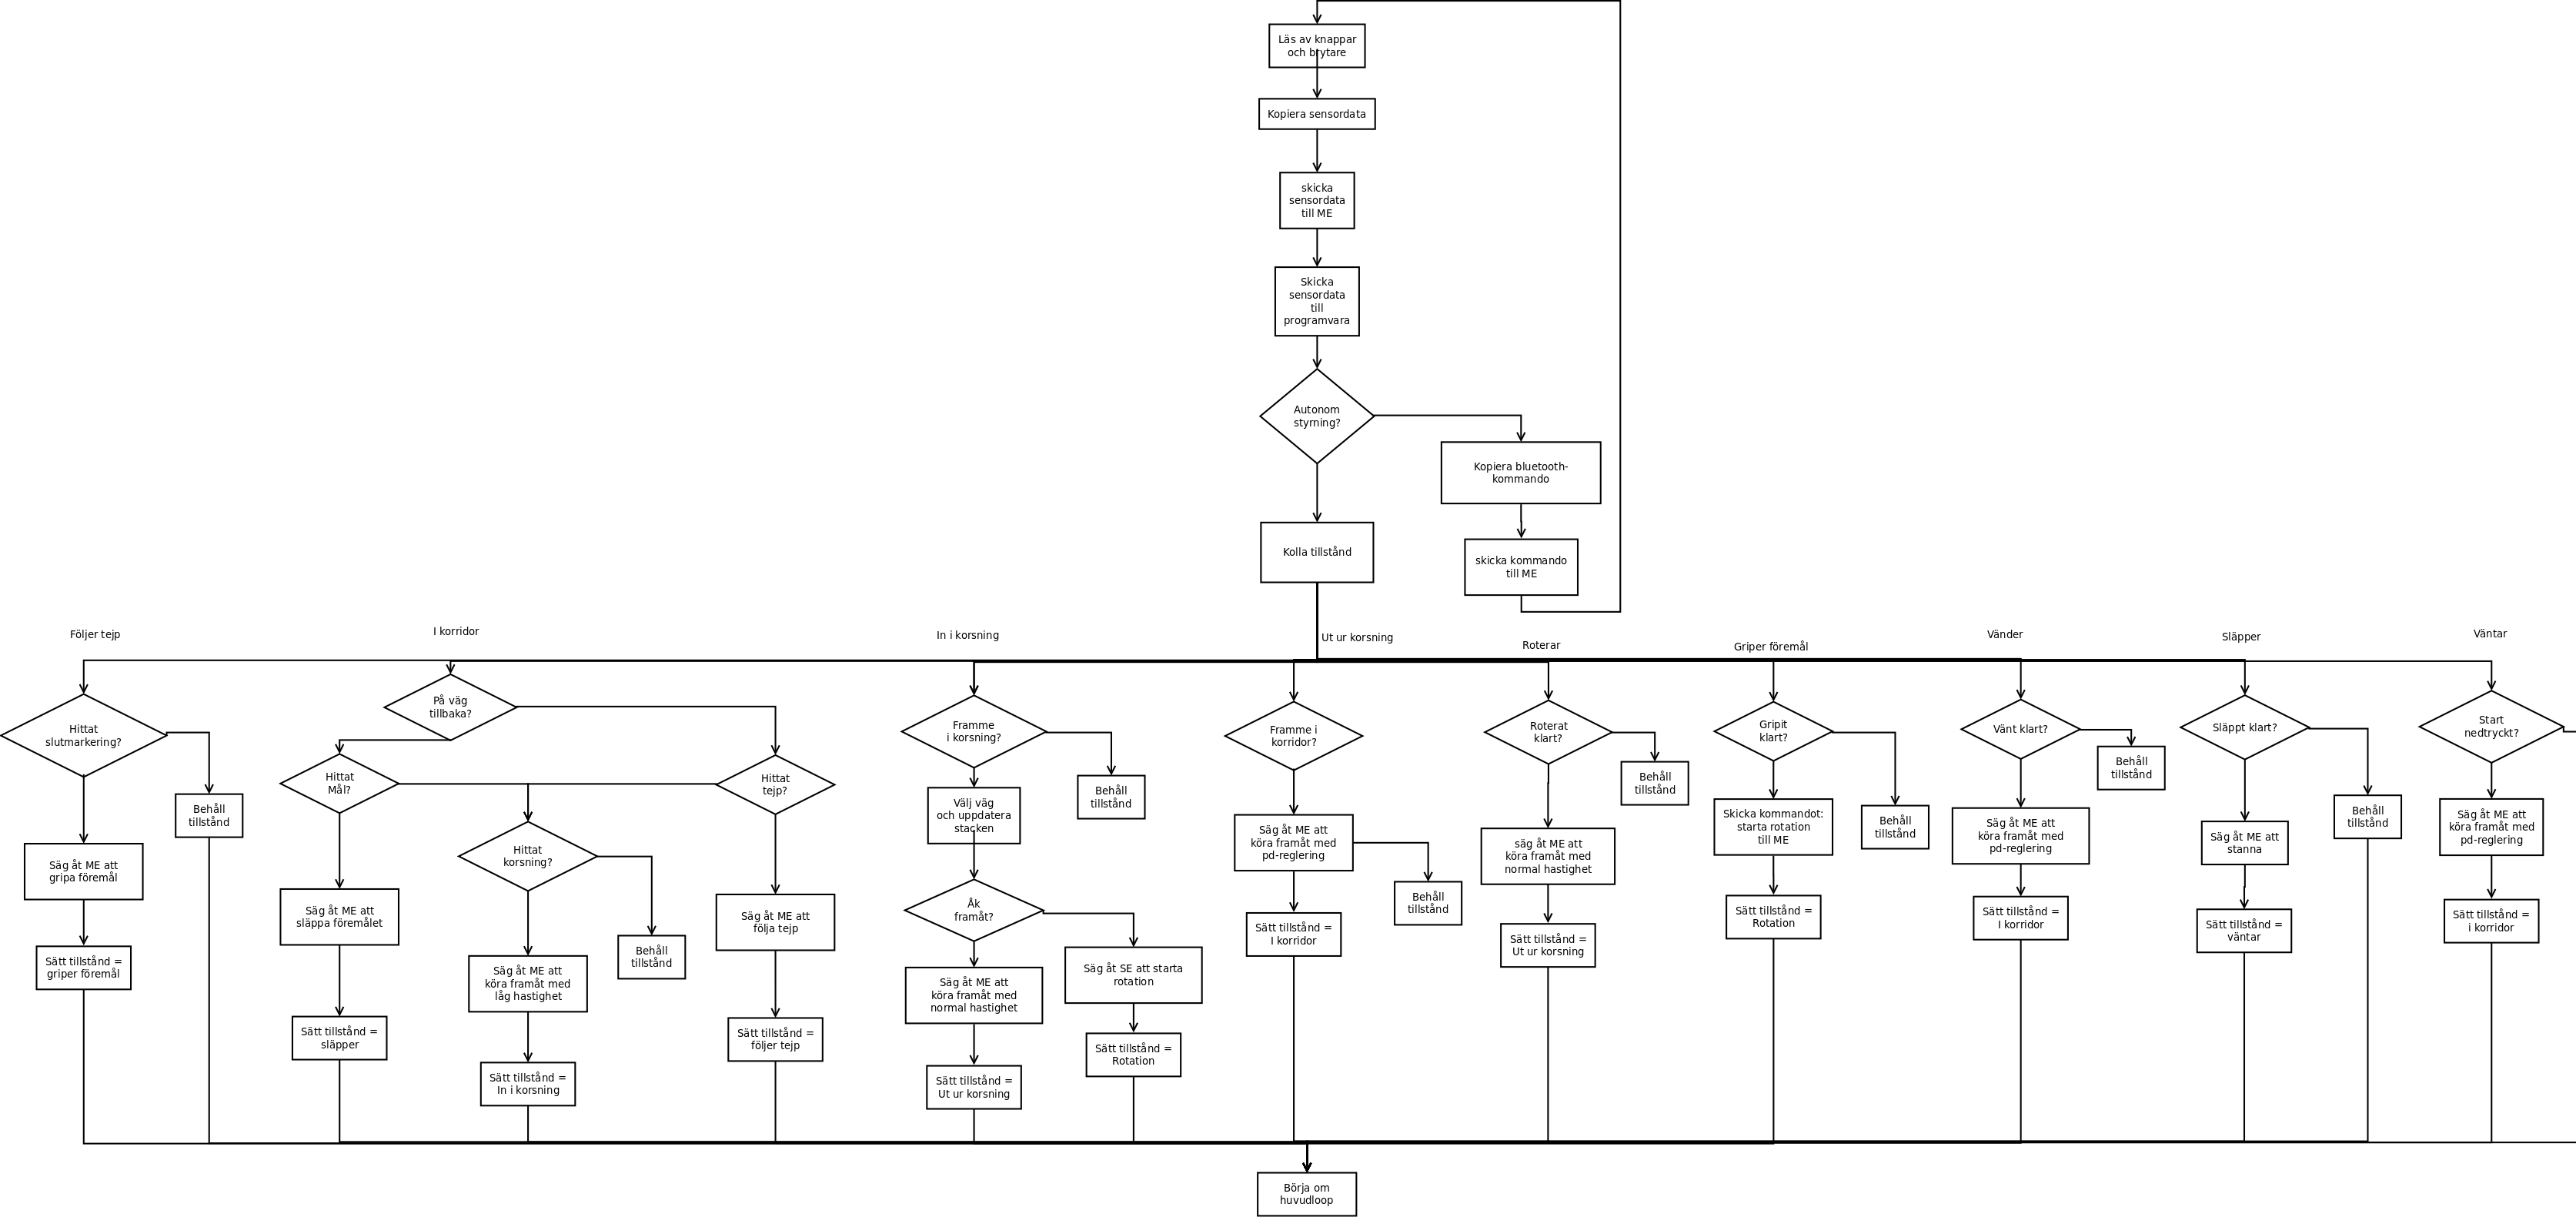 Läs av knappar
och brytare
Kopiera sensordata
skicka
sensordata
till ME
Skicka
sensordata
till
programvara
Autonom
styrning?
Kopiera bluetooth-
kommando
skicka kommando
till ME
Kolla tillstånd
Följer tejp
I korridor
In i korsning
Ut ur korsning
Roterar
Griper föremål
Vänder
Släpper
Väntar
Hittat
slutmarkering?
Behåll
tillstånd
Säg åt ME att
gripa föremål
Sätt tillstånd =
griper föremål
På väg
tillbaka?
Hittat
Mål?
Säg åt ME att
släppa föremålet
Sätt tillstånd =
släpper
Hittat
korsning?
Behåll
tillstånd
Säg åt ME att
köra framåt med
låg hastighet
Sätt tillstånd =
In i korsning
Hittat
tejp?
Säg åt ME att
följa tejp
Sätt tillstånd =
följer tejp
Framme
i korsning?
Behåll
tillstånd
Välj väg
och uppdatera
stacken
Åk
framåt?
Säg åt ME att
köra framåt med
normal hastighet
Sätt tillstånd =
Ut ur korsning
Säg åt SE att starta
rotation
Sätt tillstånd =
Rotation
Framme i
korridor?
Säg åt ME att
köra framåt med
pd-reglering
Behåll
tillstånd
Sätt tillstånd =
I korridor
Roterat
klart?
Behåll
tillstånd
säg åt ME att
köra framåt med
normal hastighet
Sätt tillstånd =
Ut ur korsning
Gripit
klart?
Behåll
tillstånd
Skicka kommandot:
starta rotation
till ME
Sätt tillstånd =
Rotation
Vänt klart?
Behåll
tillstånd
Säg åt ME att
köra framåt med
pd-reglering
Sätt tillstånd =
I korridor
Släppt klart?
Behåll
tillstånd
Säg åt ME att
stanna
Sätt tillstånd =
väntar
Start
nedtryckt?
Säg åt ME att
köra framåt med
pd-reglering
Sätt tillstånd =
i korridor
Börja om
huvudloop